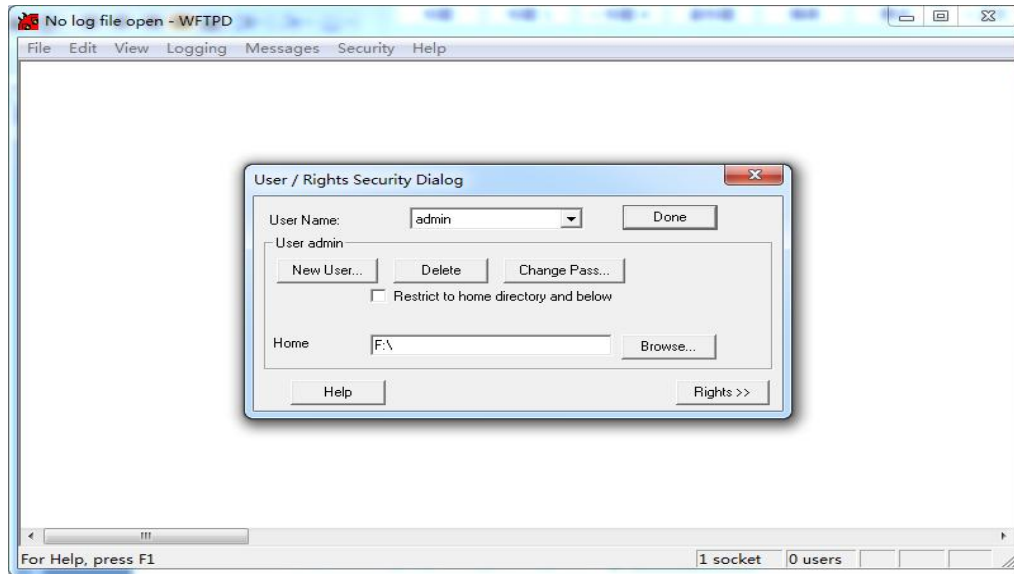 No log file open - WFTPD
File Edit View Logging Messages Security Help
User / Rights Security Dialog
User Name: admin Done
User admin
New User... Delete Change Pass...
Restrict to home directory and below
Home F:\ Browse...
Help Rights >>
For Help, press F1 1 socket 0 users